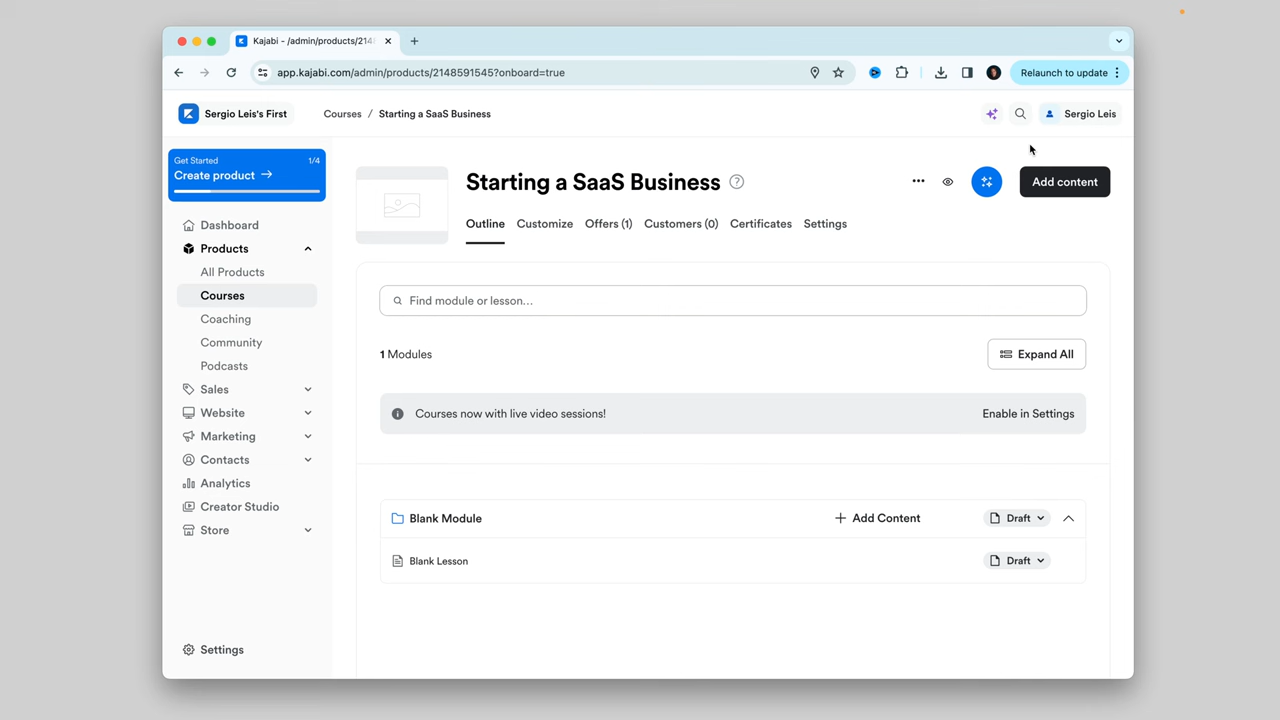 Kajabi - /admin/products/214
app.kajabi.com/admin/products/2148591545?onboard=true
Relaunch to update
Sergio Leis's First
Courses / Starting a SaaS Business
Sergio Leis
Get Started 1/4
Create product →
Dashboard
Products
All Products
Courses
Coaching
Community
Podcasts
Sales
Website
Marketing
Contacts
Analytics
Creator Studio
Store
Settings
Starting a SaaS Business
Add content
Outline Customize Offers (1) Customers (0) Certificates Settings
Find module or lesson...
1 Modules
Expand All
Courses now with live video sessions! Enable in Settings
Blank Module + Add Content Draft
Blank Lesson Draft